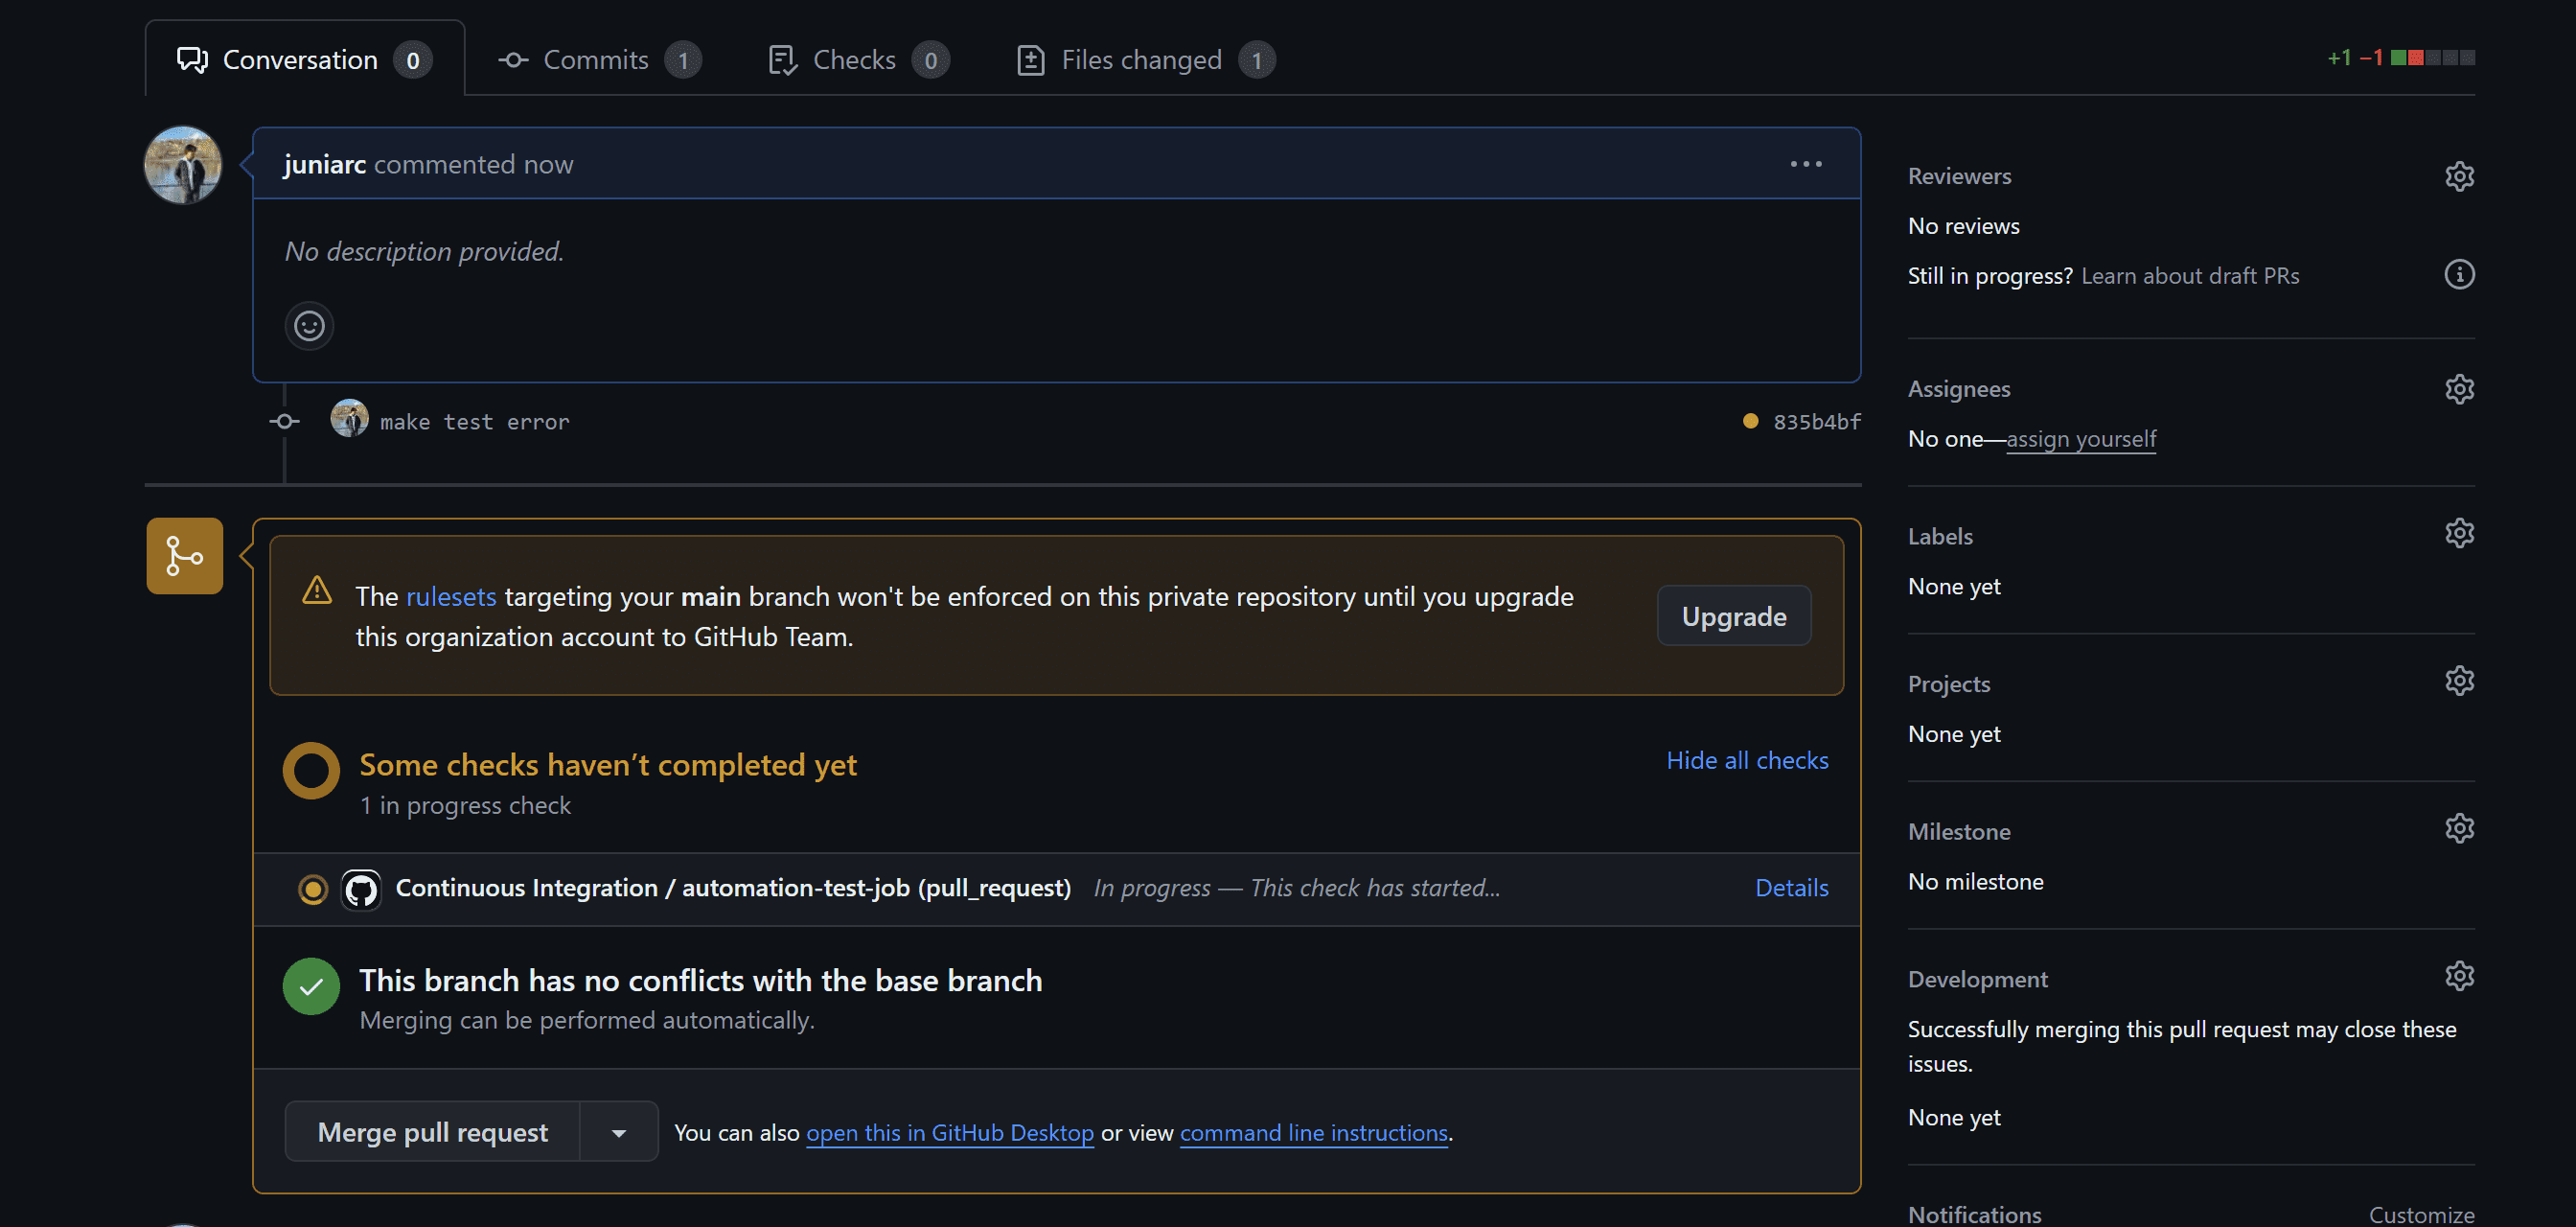 Conversation 0 Commits 1 Checks 0 Files changed 1 +1 −1
juniarc commented now
No description provided.
make test error 835b4bf
The rulesets targeting your main branch won't be enforced on this private repository until you upgrade
this organization account to GitHub Team.
Upgrade
Some checks haven’t completed yet
Hide all checks
1 in progress check
Continuous Integration / automation-test-job (pull_request) In progress — This check has started... Details
This branch has no conflicts with the base branch
Merging can be performed automatically.
Merge pull request You can also open this in GitHub Desktop or view command line instructions.
Reviewers
No reviews
Still in progress? Learn about draft PRs
Assignees
No one—assign yourself
Labels
None yet
Projects
None yet
Milestone
No milestone
Development
Successfully merging this pull request may close these
issues.
None yet
Notifications Customize